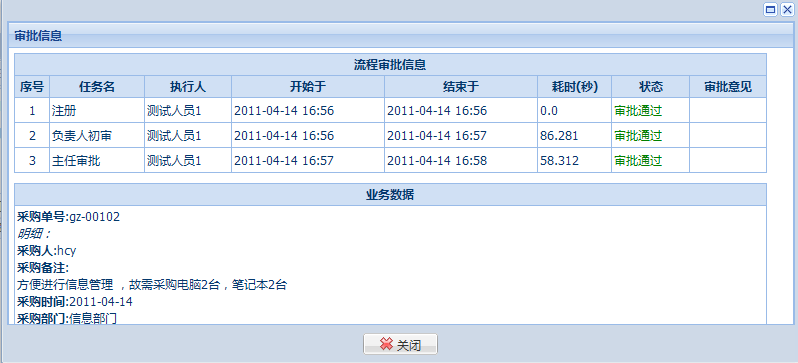 审批信息
流程审批信息
序号 任务名 执行人 开始于 结束于 耗时(秒) 状态 审批意见
1 注册 测试人员1 2011-04-14 16:56 2011-04-14 16:56 0.0 审批通过
2 负责人初审 测试人员1 2011-04-14 16:56 2011-04-14 16:57 86.281 审批通过
3 主任审批 测试人员1 2011-04-14 16:57 2011-04-14 16:58 58.312 审批通过
业务数据
采购单号:gz-00102
明细：
采购人:hcy
采购备注:
方便进行信息管理 ，故需采购电脑2台，笔记本2台
采购时间:2011-04-14
采购部门:信息部门
关闭